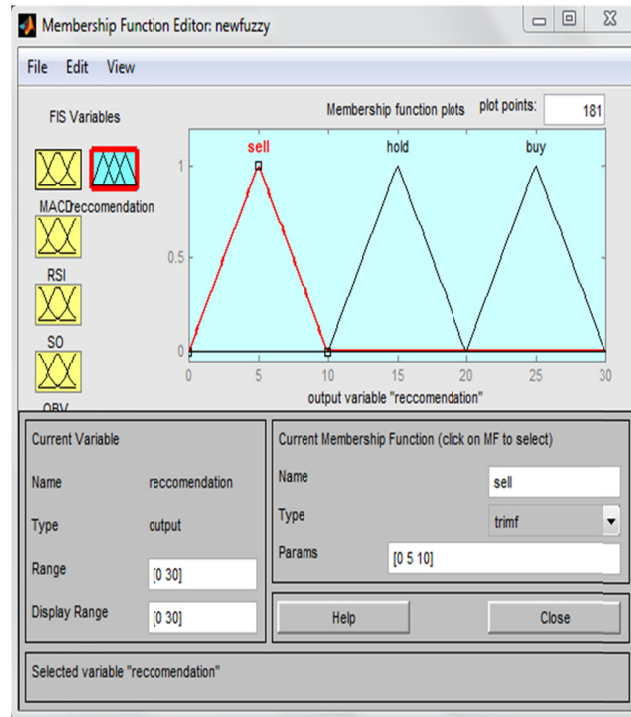 Membership Function Editor: newfuzzy
File Edit View
FIS Variables
Membership function plots plot points: 181
MACD reccomendation
RSI
SO
OBV
sell hold buy
1
0.5
0
0 5 10 15 20 25 30
output variable "reccomendation"
Current Variable
Name reccomendation
Type output
Range [0 30]
Display Range [0 30]
Current Membership Function (click on MF to select)
Name sell
Type trimf
Params [0 5 10]
Help Close
Selected variable "reccomendation"